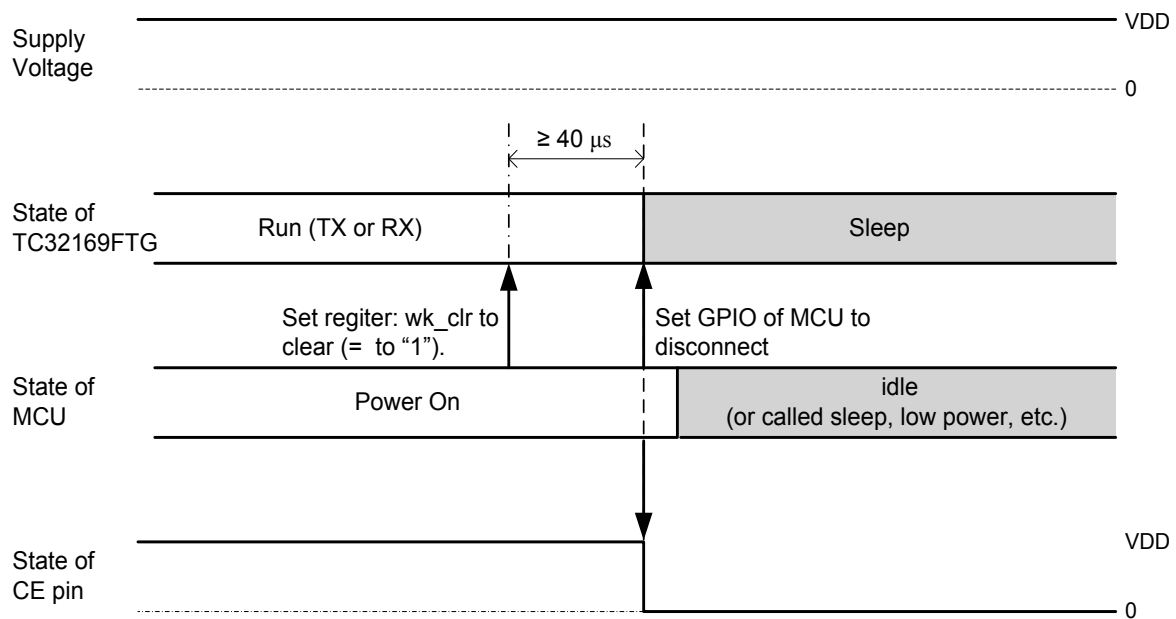 Supply
Voltage
VDD
0
≥ 40 μs
State of
TC32169FTG
Run (TX or RX)
Sleep
Set regiter: wk_clr to
clear (=  to “1”).
Set GPIO of MCU to
disconnect
State of
MCU
Power On
idle
(or called sleep, low power, etc.)
State of
CE pin
VDD
0